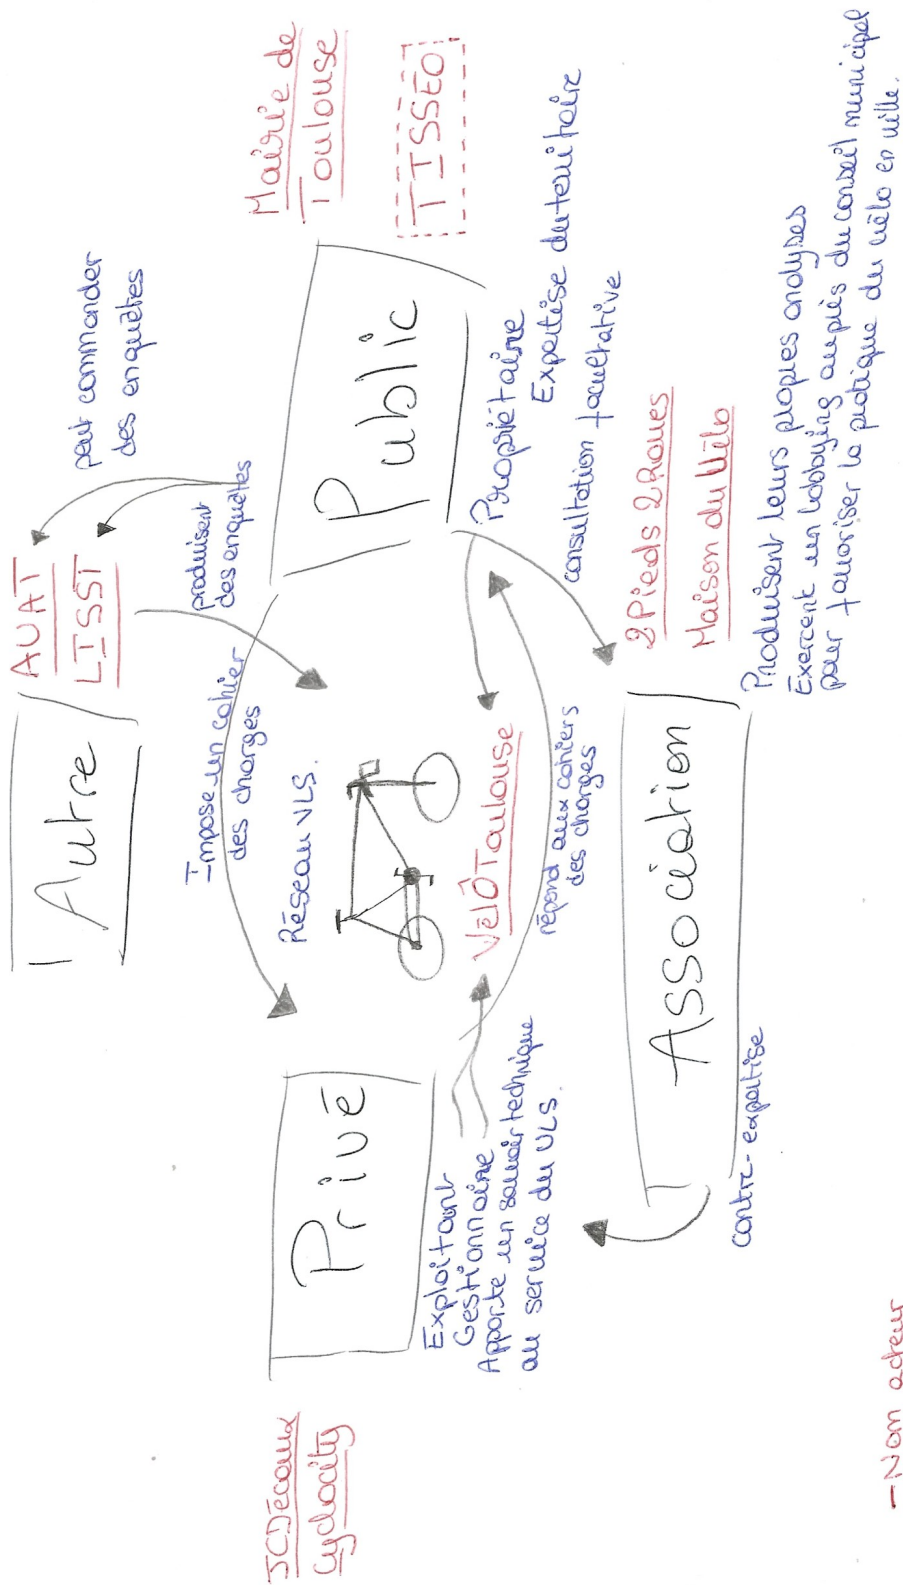 Autre
AUAT
LISST
peut commander
des enquêtes
produisent
des enquêtes
Impose un cahier
des charges
JCDécaux
Cyclocity
Privé
Réseau VLS.
Public
Mairie de
Toulouse
TISSEO
Exploitant
Gestionnaire
Apporte un savoir technique
au service du VLS.
VélÔToulouse
répond aux cahiers
des charges
Propriétaire
Expertise du territoire
consultation facultative
Association
2Pieds 2Roues
Maison du Vélo
contre-expertise
Produisent leurs propres analyses
Exercent un lobbying auprès du conseil municipal
pour favoriser la pratique du vélo en ville.
-Nom acteur